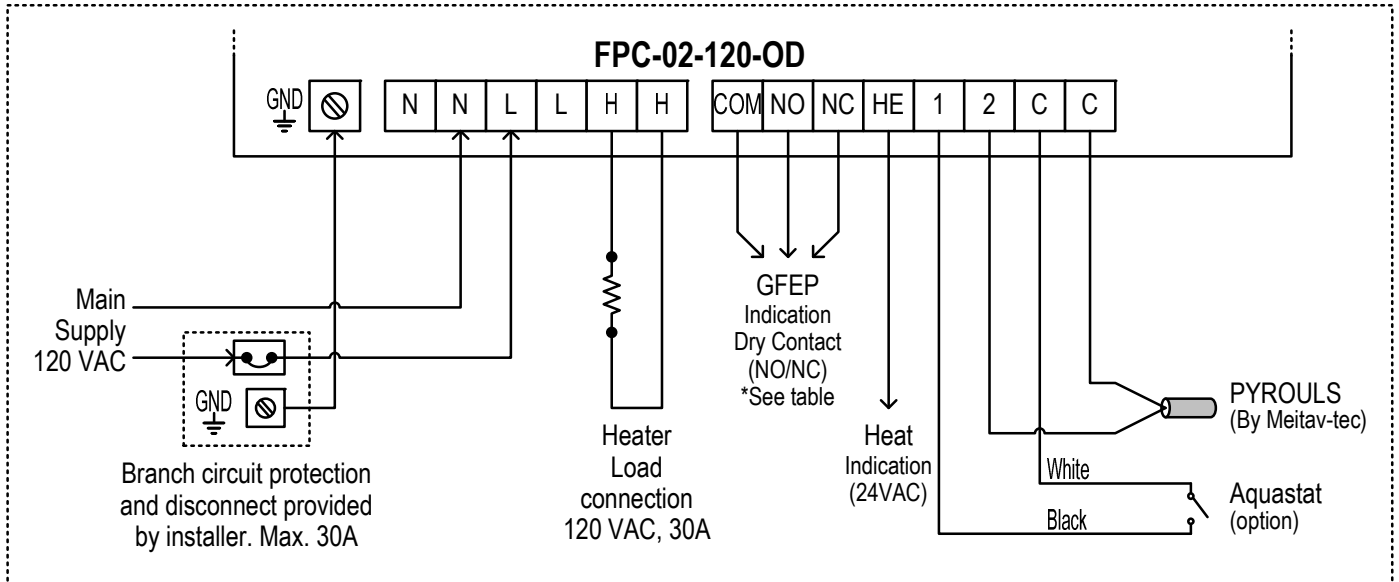 FPC-02-120-OD
GND
N N L L H H COM NO NC HE 1 2 C C
Main
Supply
120 VAC
GND
Branch circuit protection
and disconnect provided
by installer. Max. 30A
Heater
Load
connection
120 VAC, 30A
GFEP
Indication
Dry Contact
(NO/NC)
*See table
Heat
Indication
(24VAC)
PYROULS
(By Meitav-tec)
White
Black
Aquastat
(option)